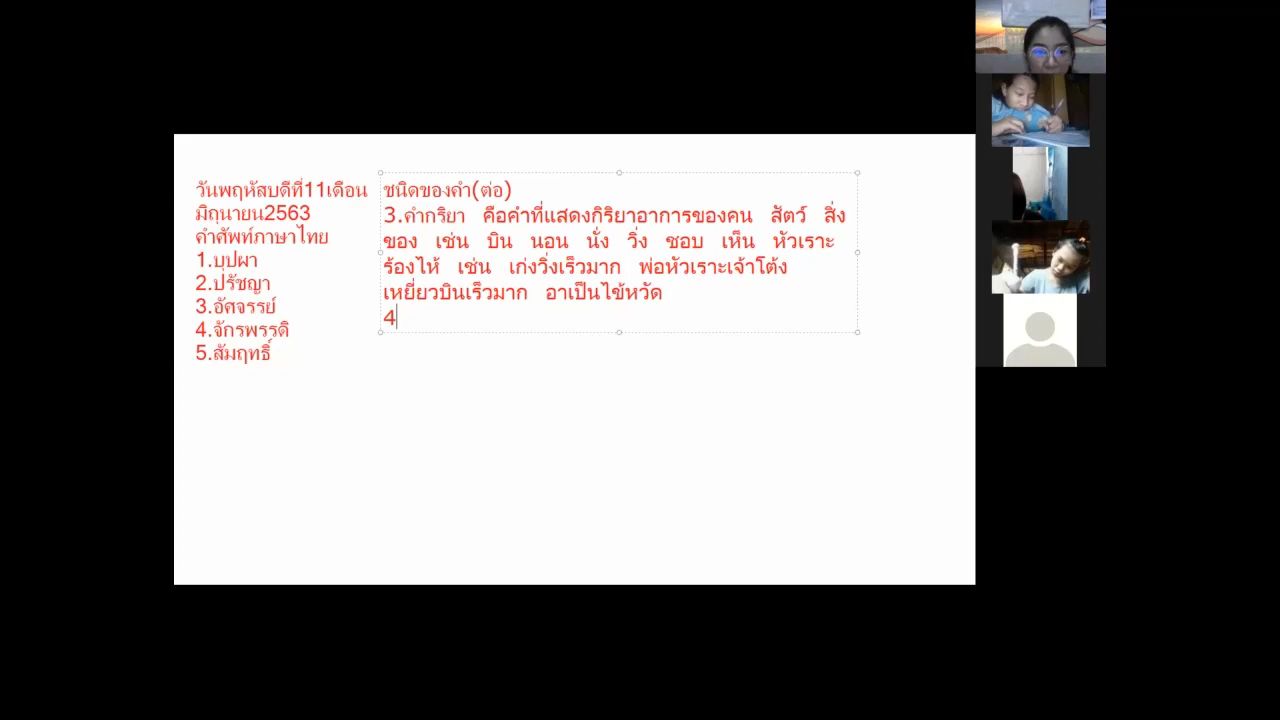 วันพฤหัสบดีที่11เดือน
มิถุนายน2563
คำศัพท์ภาษาไทย
1.บุปผา
2.ปรัชญา
3.อัศจรรย์
4.จักรพรรดิ
5.สัมฤทธิ์
ชนิดของคำ(ต่อ)
3.คำกริยา คือคำที่แสดงกิริยาอาการของคน สัตว์ สิ่ง
ของ เช่น บิน นอน นั่ง วิ่ง ชอบ เห็น หัวเราะ
ร้องไห้ เช่น เก่งวิ่งเร็วมาก พ่อหัวเราะเจ้าโต้ง
เหยี่ยวบินเร็วมาก อาเป็นไข้หวัด
4